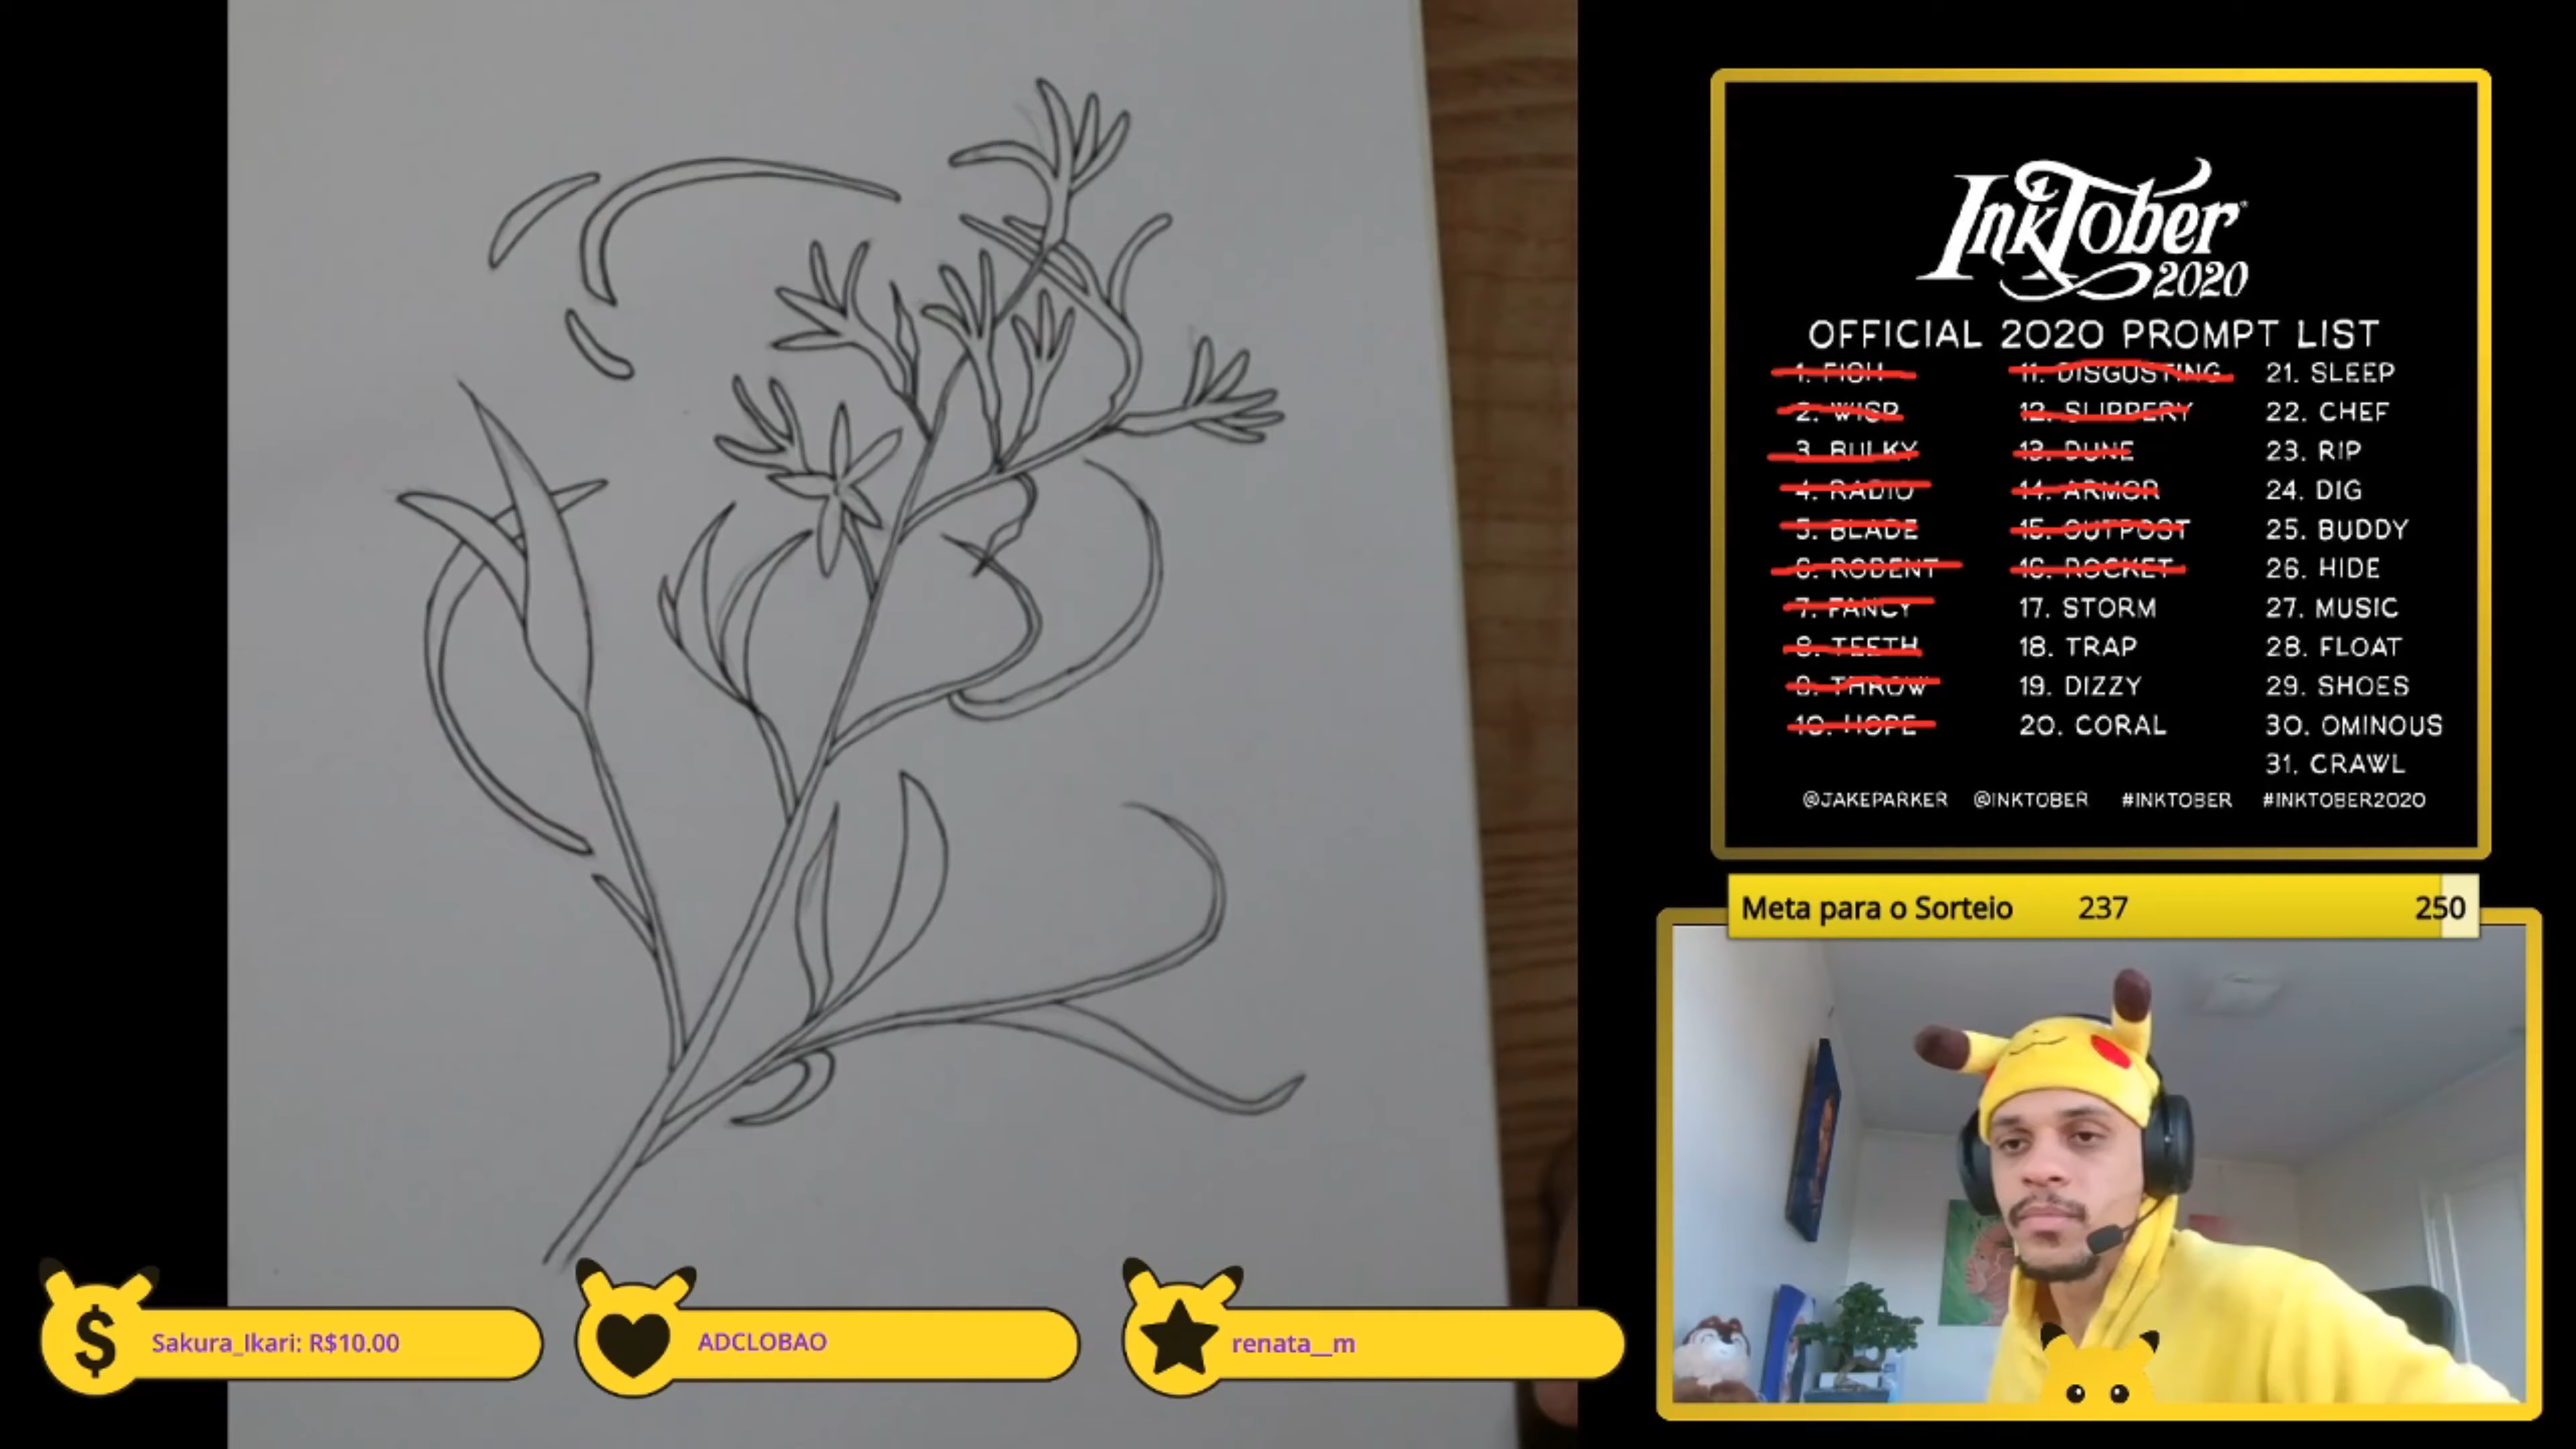 InkTober
2020
OFFICIAL 2020 PROMPT LIST
1. FISH
2. WISP
3. BULKY
4. RADIO
5. BLADE
6. RODENT
7. FANCY
8. TEETH
9. THROW
10. HOPE
11. DISGUSTING
12. SLIPPERY
13. DUNE
14. ARMOR
15. OUTPOST
16. ROCKET
17. STORM
18. TRAP
19. DIZZY
20. CORAL
21. SLEEP
22. CHEF
23. RIP
24. DIG
25. BUDDY
26. HIDE
27. MUSIC
28. FLOAT
29. SHOES
30. OMINOUS
31. CRAWL
@JAKEPARKER @INKTOBER #INKTOBER #INKTOBER2020
Meta para o Sorteio 237 250
$ Sakura_Ikari: R$10.00
ADCLOBAO
renata__m